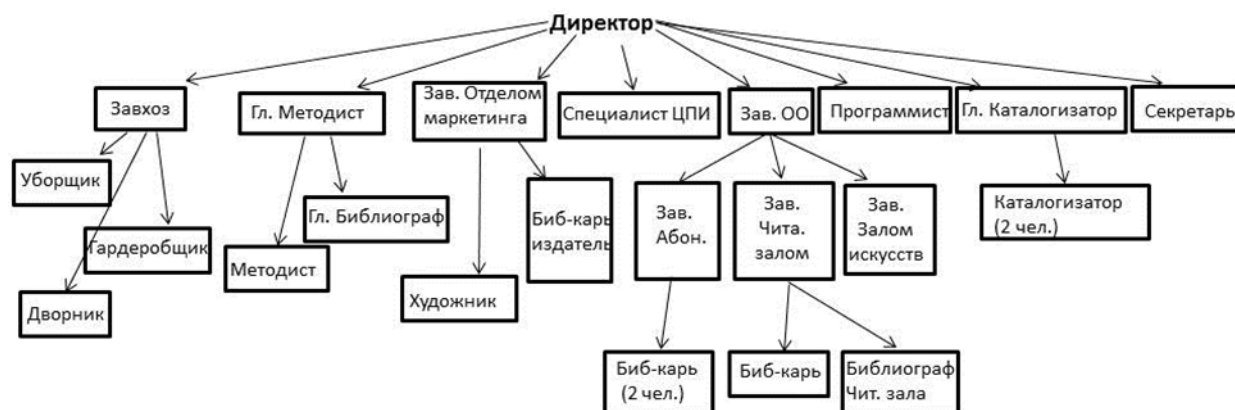 Директор
Завхоз
Гл. Методист
Зав. Отделом
маркетинга
Специалист ЦПИ
Зав. ОО
Программист
Гл. Каталогизатор
Секретарь
Уборщик
Гардеробщик
Дворник
Гл. Библиограф
Методист
Биб-карь
издатель
Художник
Зав.
Абон.
Зав.
Чита.
залом
Зав.
Залом
искусств
Каталогизатор
(2 чел.)
Биб-карь
(2 чел.)
Биб-карь
Библиограф
Чит. зала